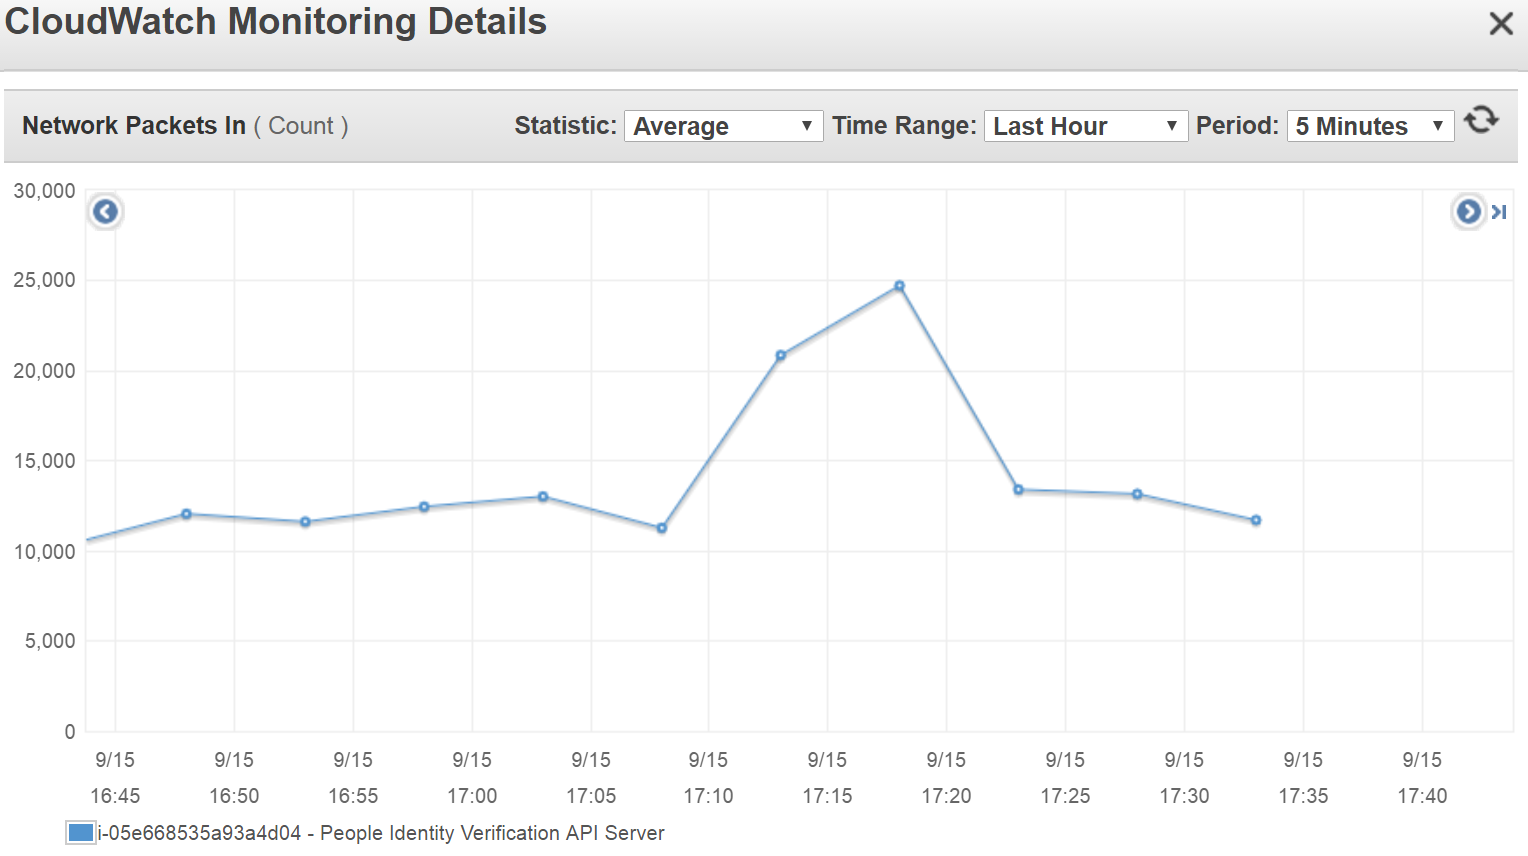 CloudWatch Monitoring Details
Network Packets In ( Count ) Statistic: Average Time Range: Last Hour Period: 5 Minutes
30,000
25,000
20,000
15,000
10,000
5,000
0
9/15 9/15 9/15 9/15 9/15 9/15 9/15 9/15 9/15 9/15 9/15 9/15
16:45 16:50 16:55 17:00 17:05 17:10 17:15 17:20 17:25 17:30 17:35 17:40
i-05e668535a93a4d04 - People Identity Verification API Server